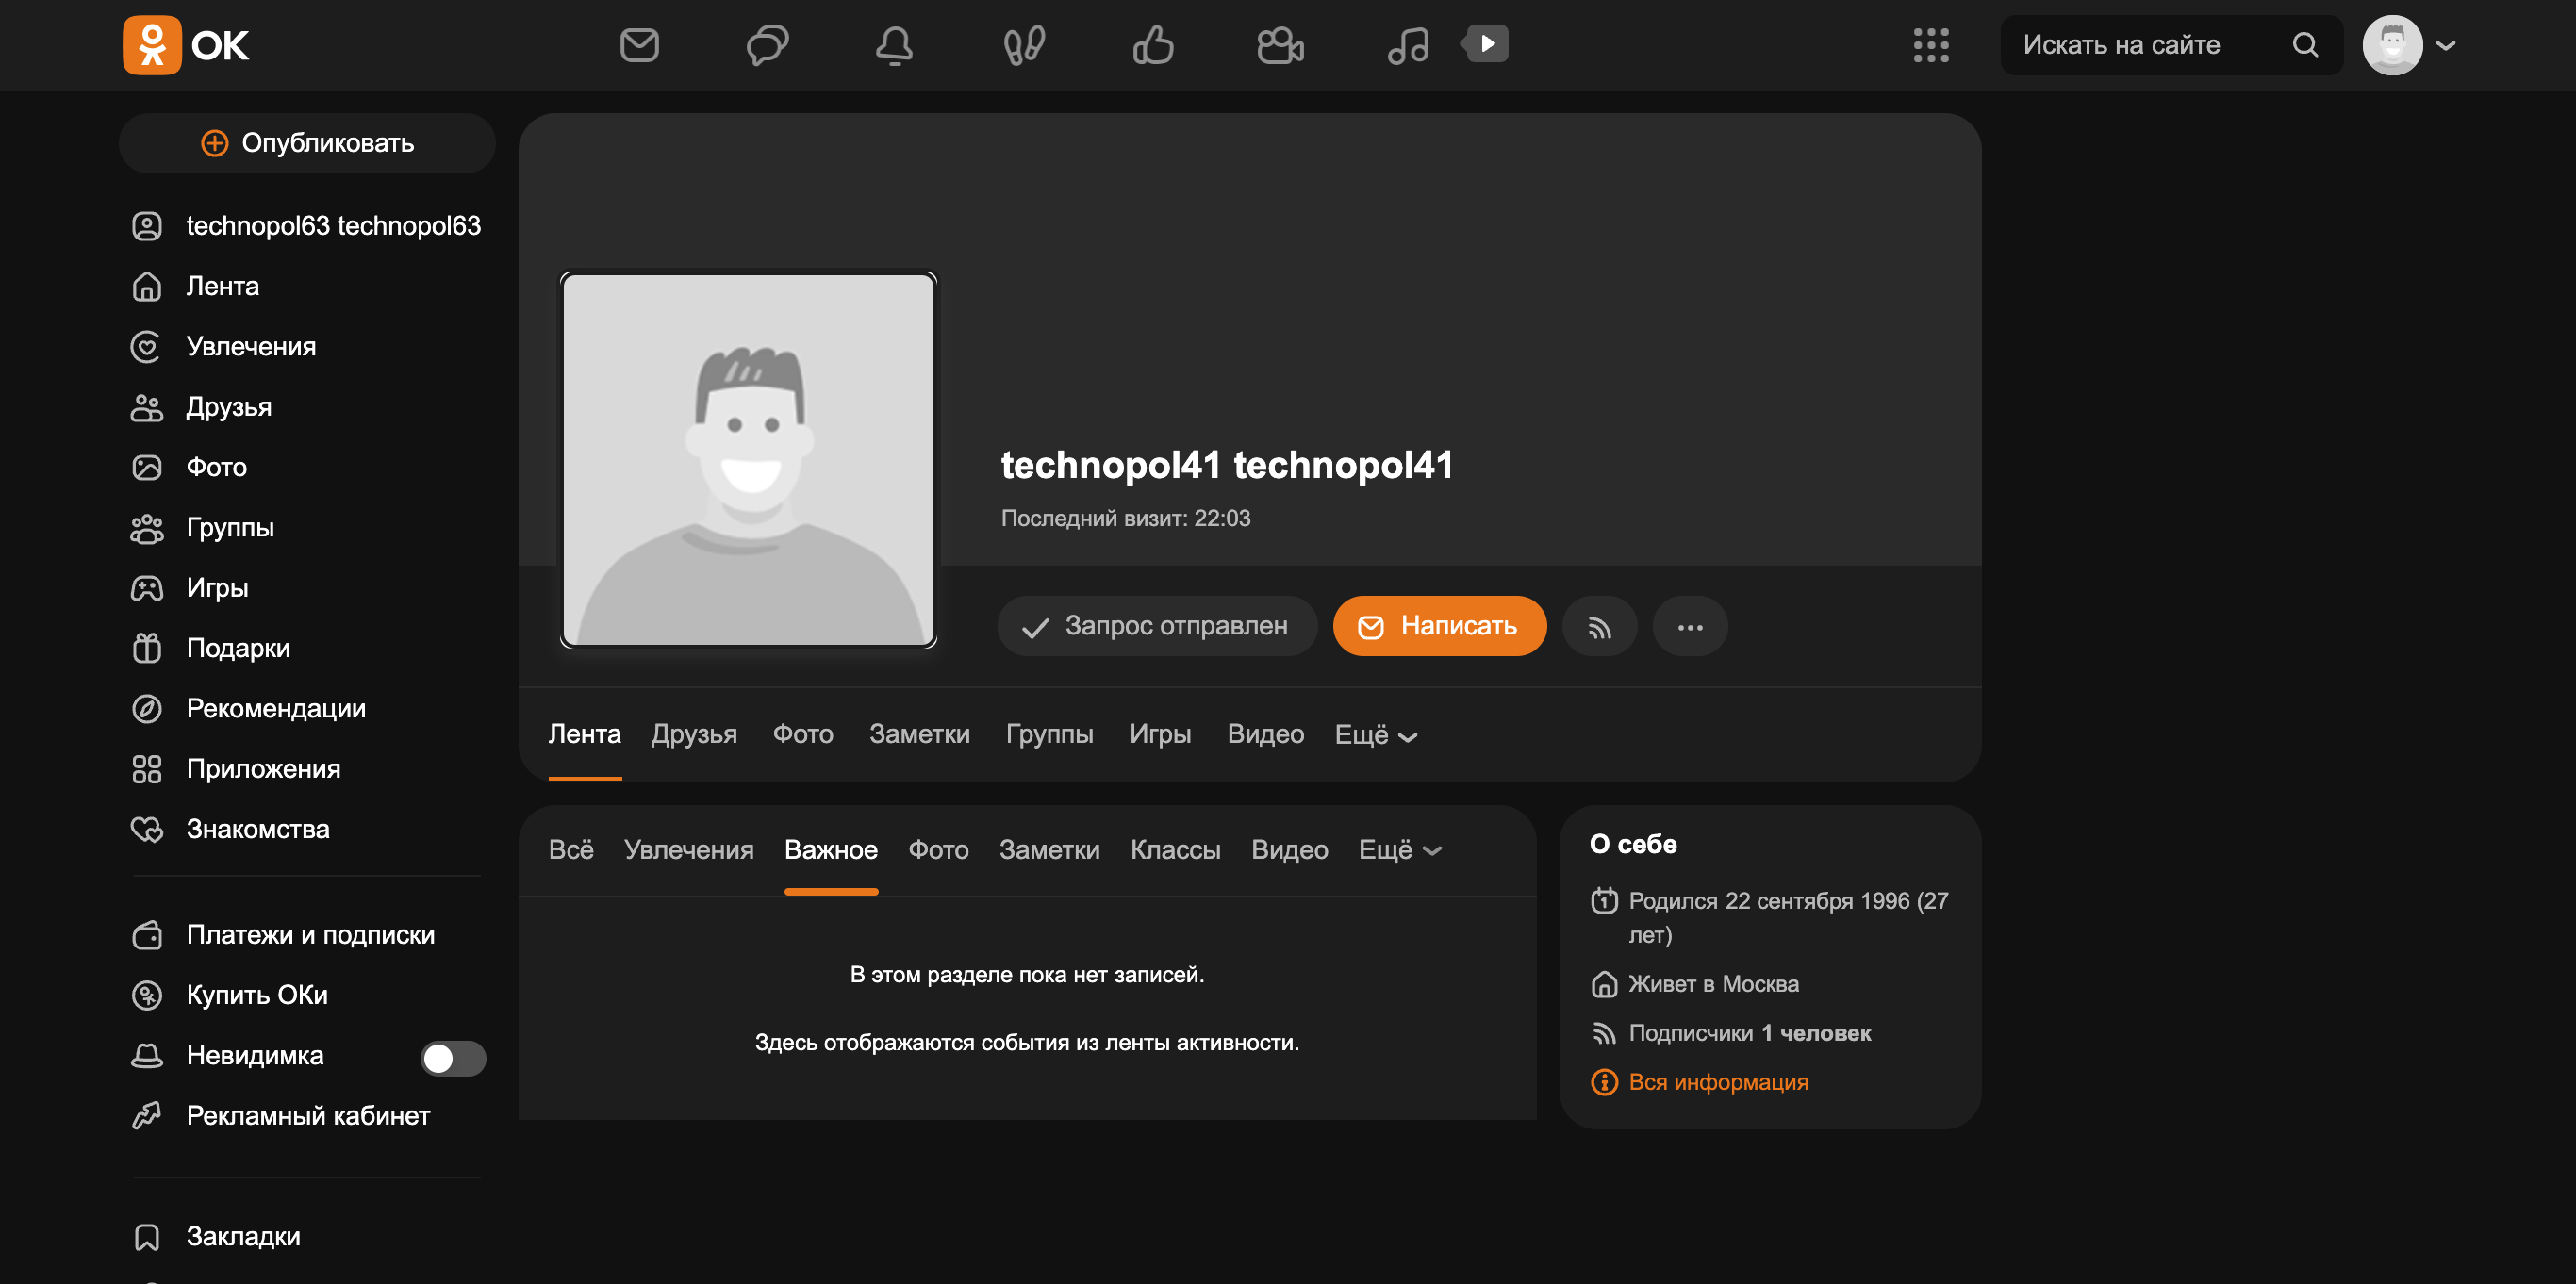 ОК
Искать на сайте
Опубликовать
technopol63 technopol63
Лента
Увлечения
Друзья
Фото
Группы
Игры
Подарки
Рекомендации
Приложения
Знакомства
Платежи и подписки
Купить ОКи
Невидимка
Рекламный кабинет
Закладки
technopol41 technopol41
Последний визит: 22:03
Запрос отправлен
Написать
Лента Друзья Фото Заметки Группы Игры Видео Ещё
Всё Увлечения Важное Фото Заметки Классы Видео Ещё
В этом разделе пока нет записей.
Здесь отображаются события из ленты активности.
О себе
Родился 22 сентября 1996 (27
лет)
Живет в Москва
Подписчики 1 человек
Вся информация